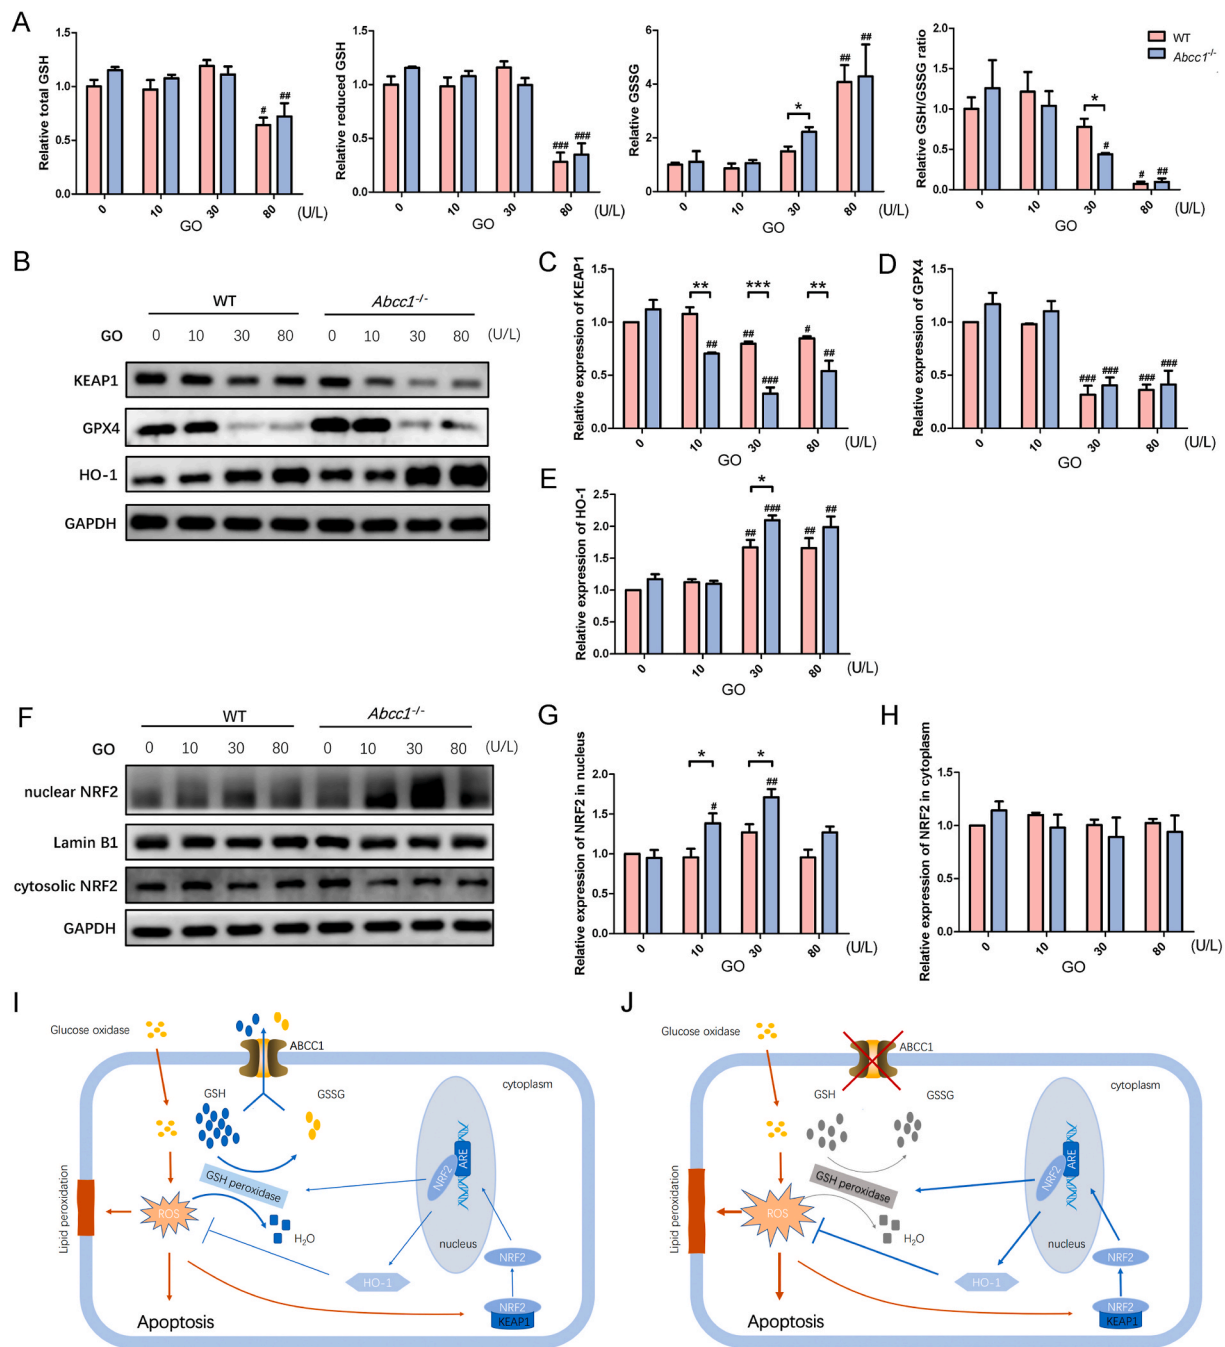 A
Relative total GSH
1.5
1.0
0.5
0.0
# ##
0 10 30 80 (U/L)
GO
Relative reduced GSH
1.5
1.0
0.5
0.0
### ###
0 10 30 80 (U/L)
GO
Relative GSSG
6
4
2
0
* ## ##
0 10 30 80 (U/L)
GO
Relative GSH/GSSG ratio
2.0
1.5
1.0
0.5
0.0
* # # ##
0 10 30 80 (U/L)
GO
WT
Abcc1-/-
B
WT Abcc1-/-
GO 0 10 30 80 0 10 30 80 (U/L)
KEAP1
GPX4
HO-1
GAPDH
C
Relative expression of KEAP1
1.5
1.0
0.5
0.0
** *** **
## ## ### # ##
0 10 30 80 (U/L)
GO
D
Relative expression of GPX4
1.5
1.0
0.5
0.0
### ### ### ###
0 10 30 80 (U/L)
GO
E
Relative expression of HO-1
2.5
2.0
1.5
1.0
0.5
0.0
*
## ### ## ##
0 10 30 80 (U/L)
GO
F
WT Abcc1-/-
GO 0 10 30 80 0 10 30 80 (U/L)
nuclear NRF2
Lamin B1
cytosolic NRF2
GAPDH
G
Relative expression of NRF2 in nucleus
2.0
1.5
1.0
0.5
0.0
* *
# ##
0 10 30 80 (U/L)
GO
H
Relative expression of NRF2 in cytoplasm
1.5
1.0
0.5
0.0
0 10 30 80 (U/L)
GO
I
Glucose oxidase
ABCC1
cytoplasm
GSH
GSSG
GSH peroxidase
NRF2
ARE
ROS
H2O
nucleus
Lipid peroxidation
HO-1
NRF2
NRF2
KEAP1
Apoptosis
J
Glucose oxidase
ABCC1
cytoplasm
GSH
GSSG
GSH peroxidase
NRF2
ARE
ROS
H2O
nucleus
Lipid peroxidation
HO-1
NRF2
NRF2
KEAP1
Apoptosis